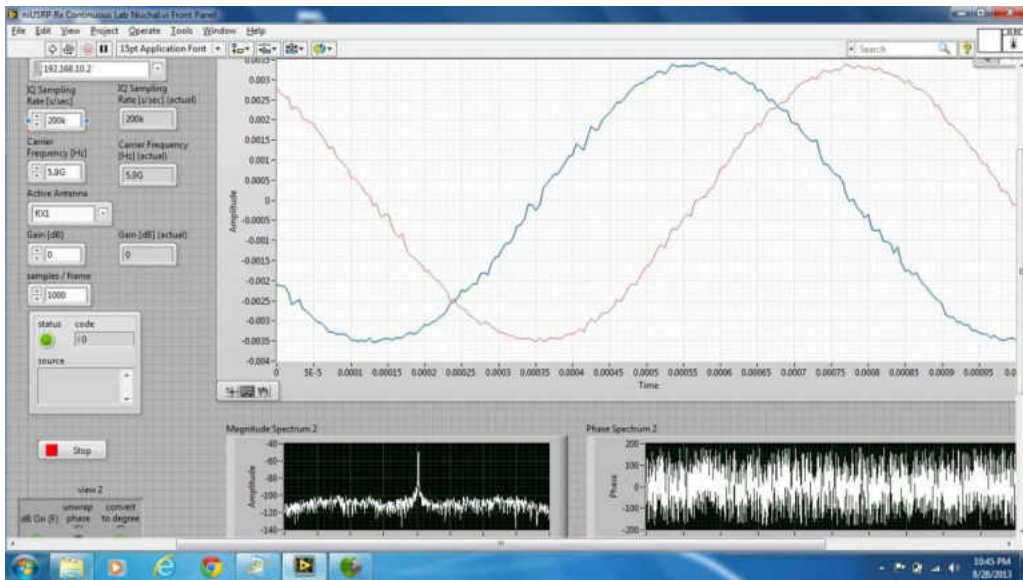 niUSRP Rx Continuous Lab Nischal.vi Front Panel
File Edit View Project Operate Tools Window Help
15pt Application Font
Search
192.168.10.2
IQ Sampling Rate [s/sec]
200k
IQ Sampling Rate [s/sec] (actual)
200k
Carrier Frequency [Hz]
5.9G
Carrier Frequency [Hz] (actual)
5.9G
Active Antenna
RX1
Gain [dB]
0
Gain [dB] (actual)
0
samples / frame
1000
status code
0
source
Stop
view 2
dB On (F)
unwrap phase
convert to degree
Amplitude
0.0035
0.003
0.0025
0.002
0.0015
0.001
0.0005
0
-0.0005
-0.001
-0.0015
-0.002
-0.0025
-0.003
-0.0035
-0.004
0 5E-5 0.0001 0.00015 0.0002 0.00025 0.0003 0.00035 0.0004 0.00045 0.0005 0.00055 0.0006 0.00065 0.0007 0.00075 0.0008 0.00085 0.0009 0.00095
Time
Magnitude Spectrum 2
Amplitude
-40
-60
-80
-100
-120
-140
Phase Spectrum 2
Phase
200
100
0
-100
-200
10:45 PM
8/28/2013